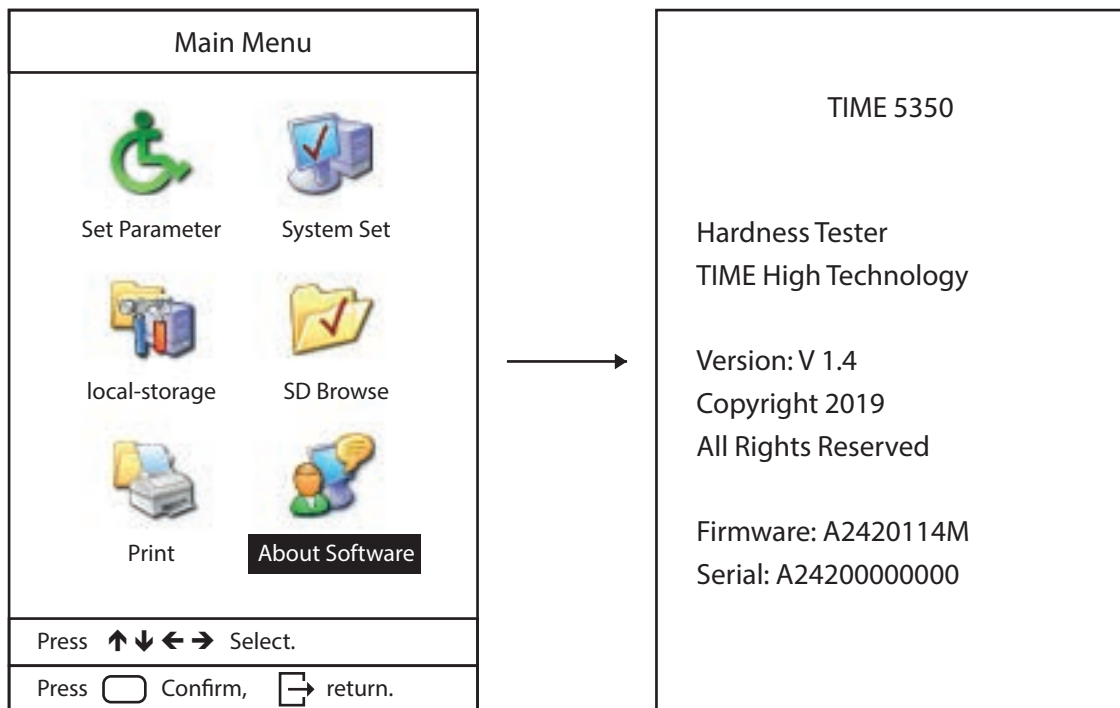 Main Menu
Set Parameter
System Set
local-storage
SD Browse
Print
About Software
Press ↑ ↓ ← → Select.
Press Confirm, return.
TIME 5350
Hardness Tester
TIME High Technology
Version: V 1.4
Copyright 2019
All Rights Reserved
Firmware: A2420114M
Serial: A24200000000